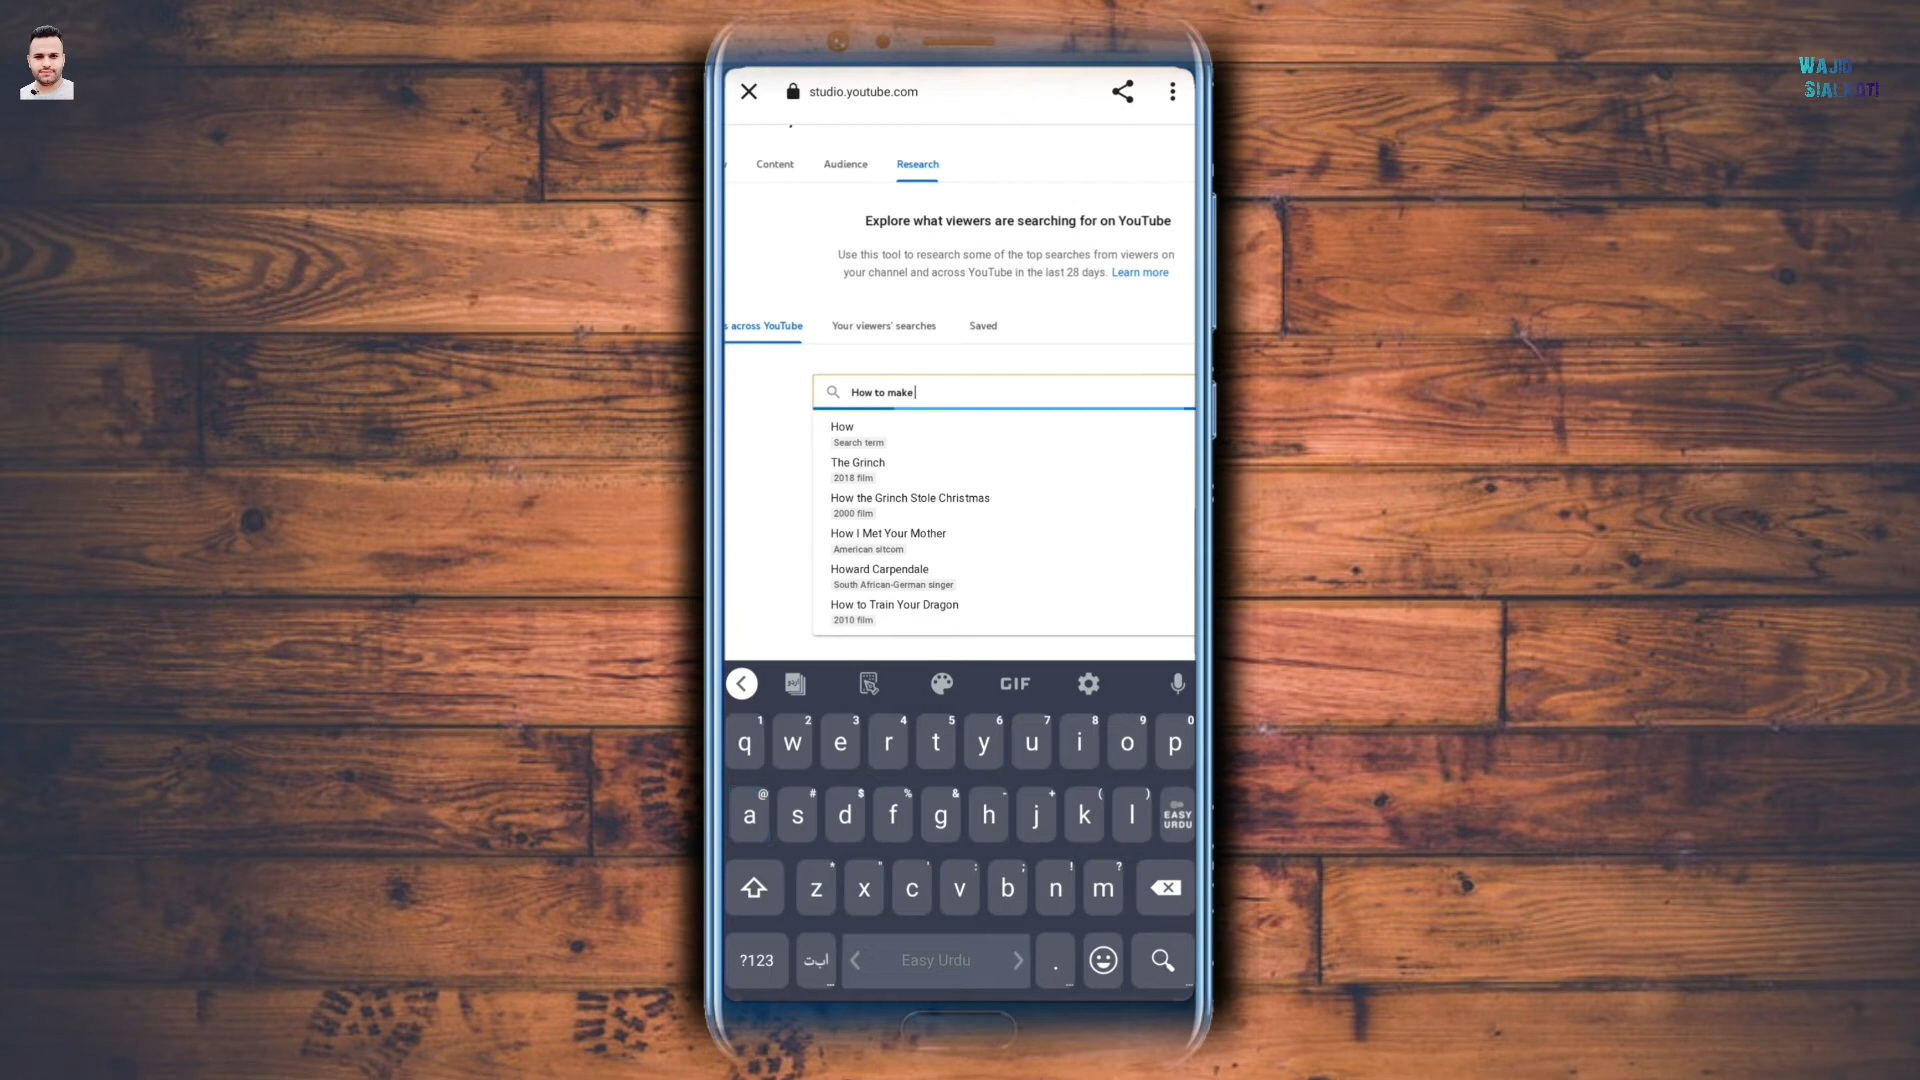 WAJID
SIALKOTI
studio.youtube.com
Content Audience Research
Explore what viewers are searching for on YouTube
Use this tool to research some of the top searches from viewers on
your channel and across YouTube in the last 28 days. Learn more
s across YouTube Your viewers' searches Saved
How to make
How
Search term
The Grinch
2018 film
How the Grinch Stole Christmas
2000 film
How I Met Your Mother
American sitcom
Howard Carpendale
South African-German singer
How to Train Your Dragon
2010 film
اردو GIF
1 2 3 4 5 6 7 8 9 0
q w e r t y u i o p
@ # $ % & - + ( )
a s d f g h j k l EASY URDU
* " ' : ; ! ?
z x c v b n m
?123 ابت Easy Urdu .